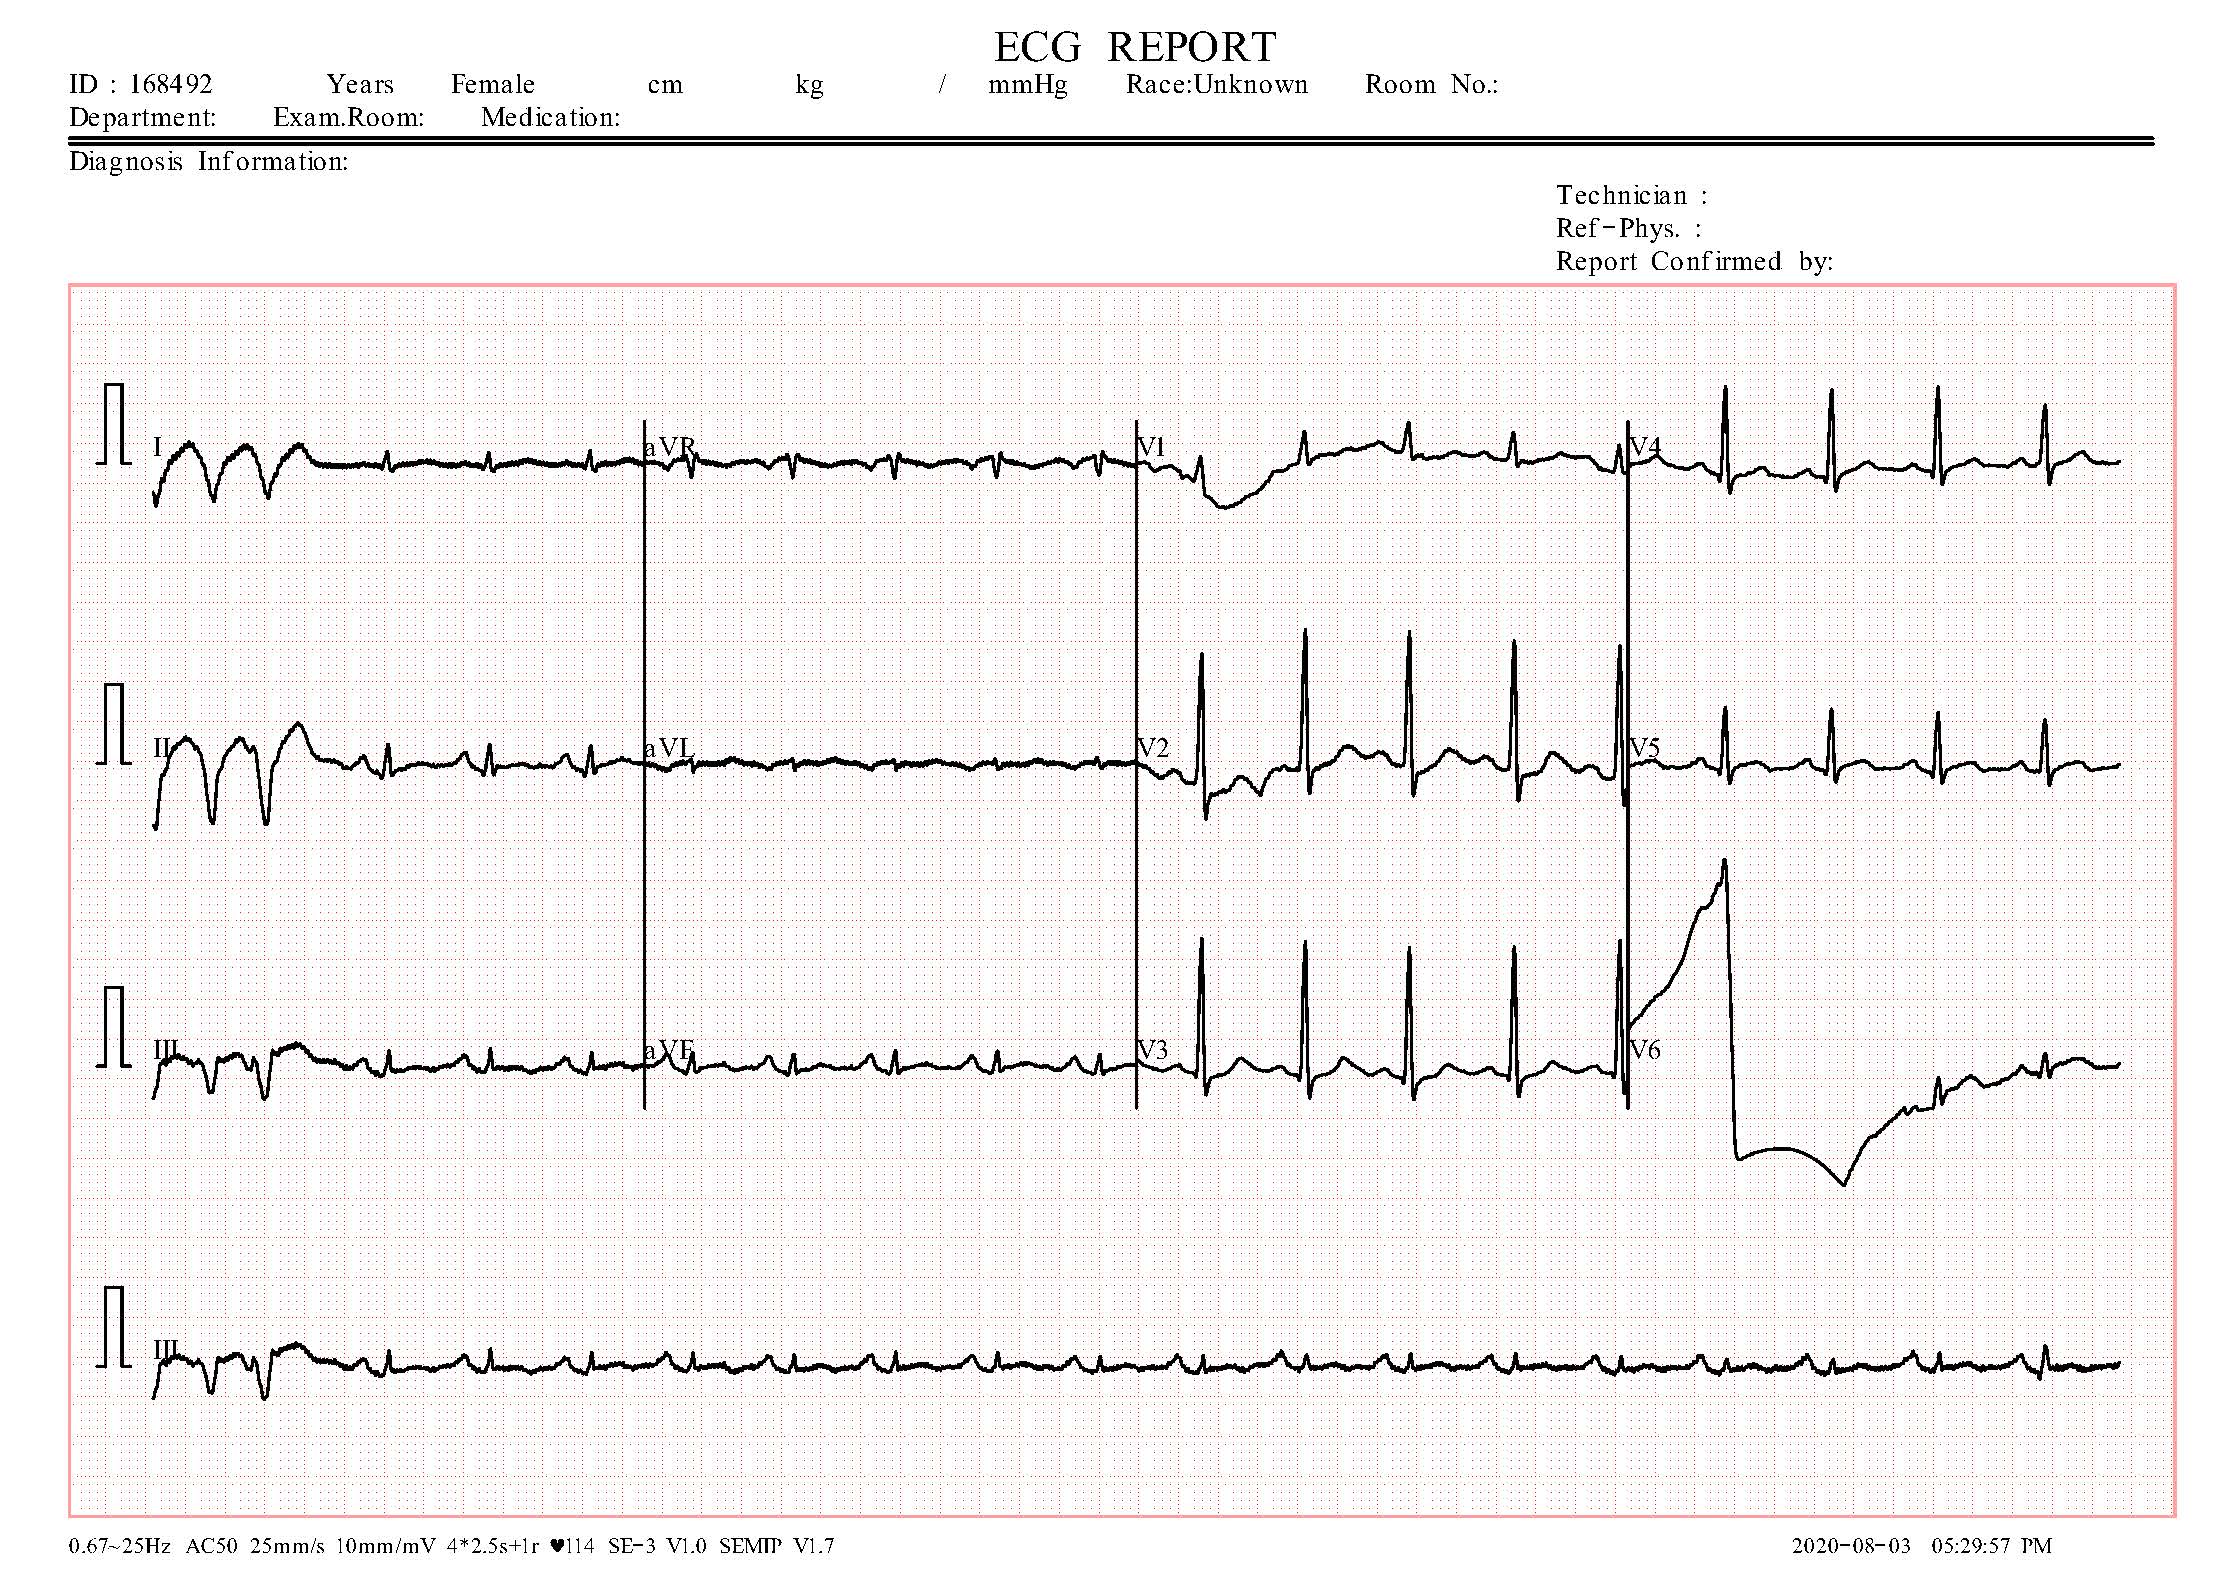 ECG REPORT
ID : 168492 Years Female cm kg / mmHg Race:Unknown Room No.:
Department: Exam.Room: Medication:
Diagnosis Information:
Technician :
Ref-Phys. :
Report Confirmed by:
I aVR V1 V4
II aVL V2 V5
III aVF V3 V6
III
0.67~25Hz AC50 25mm/s 10mm/mV 4*2.5s+1r ♥114 SE-3 V1.0 SEMIP V1.7 2020-08-03 05:29:57 PM